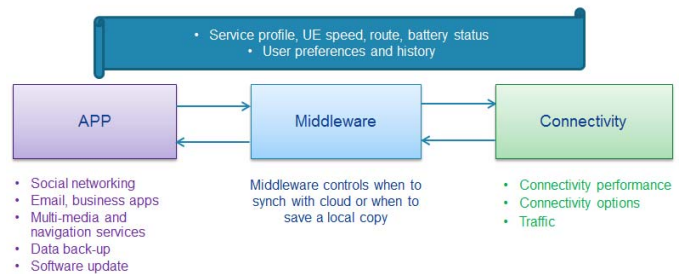 • Service profile, UE speed, route, battery status
• User preferences and history
APP
Middleware
Connectivity
• Social networking
• Email, business apps
• Multi-media and
navigation services
• Data back-up
• Software update
Middleware controls when to
synch with cloud or when to
save a local copy
• Connectivity performance
• Connectivity options
• Traffic